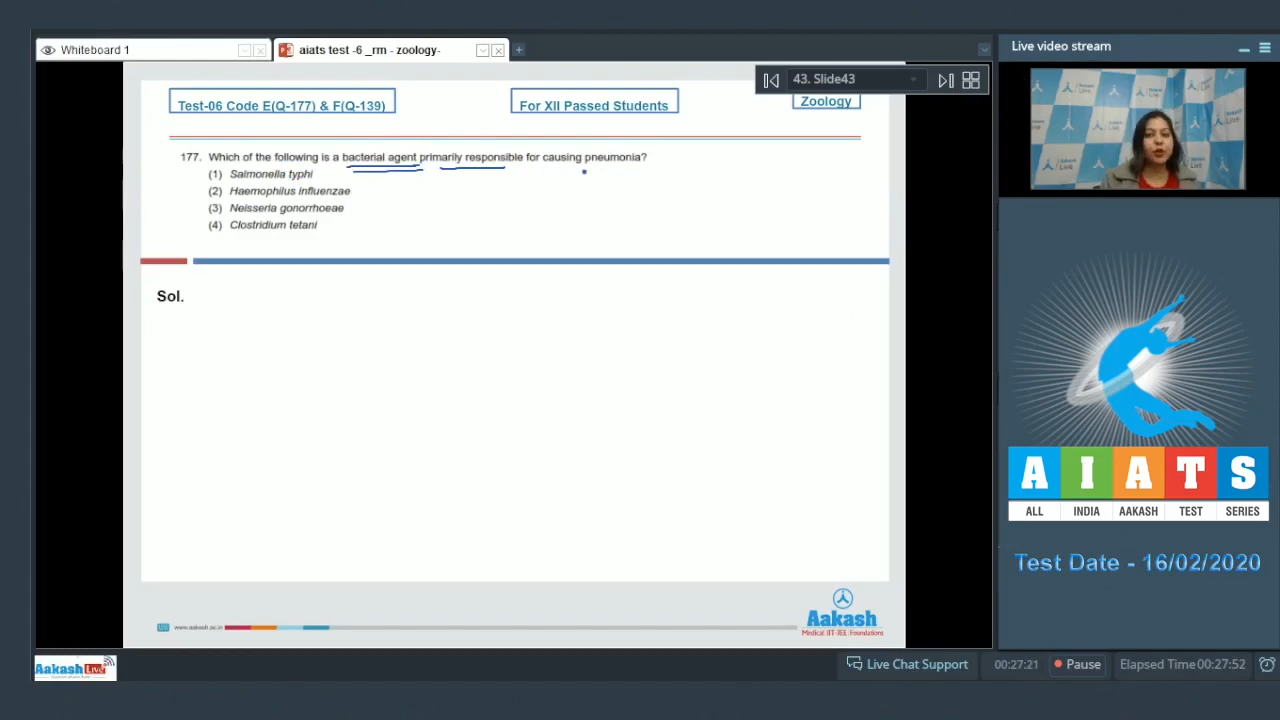 Whiteboard 1
aiats test -6 _rm - zoology-
Live video stream
43. Slide43
Test-06 Code E(Q-177) & F(Q-139)
For XII Passed Students
Zoology
177. Which of the following is a bacterial agent primarily responsible for causing pneumonia?
(1) Salmonella typhi
(2) Haemophilus influenzae
(3) Neisseria gonorrhoeae
(4) Clostridium tetani
Sol.
A I A T S
ALL INDIA AAKASH TEST SERIES
Test Date - 16/02/2020
Aakash
Medical|IIT-JEE|Foundations
www.aakash.ac.in
Aakash Live
Live Chat Support
00:27:21
Pause
Elapsed Time 00:27:52